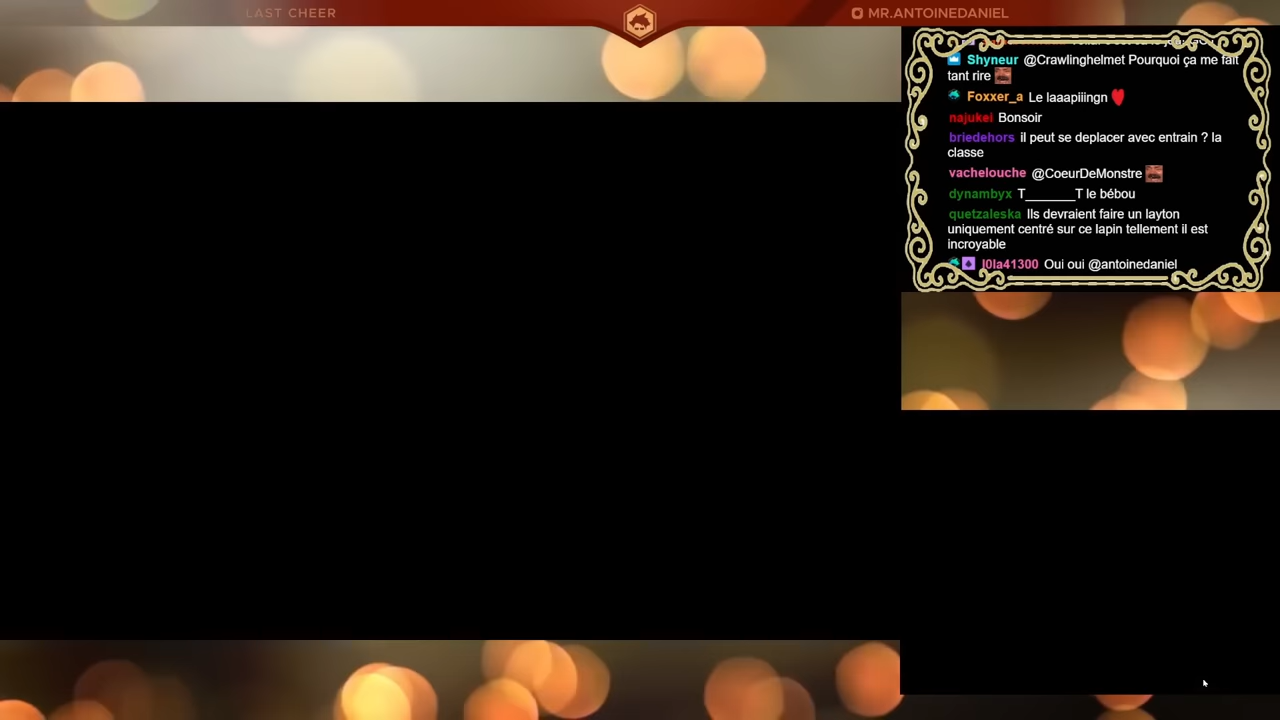 LAST CHEER
MR.ANTOINEDANIEL
Shyneur @Crawlinghelmet Pourquoi ça me fait
tant rire
Foxxer_a Le laaapiiingn
najukei Bonsoir
briedehors il peut se deplacer avec entrain ? la
classe
vachelouche @CoeurDeMonstre
dynambyx T_______T le bébou
quetzaleska Ils devraient faire un layton
uniquement centré sur ce lapin tellement il est
incroyable
l0la41300 Oui oui @antoinedaniel